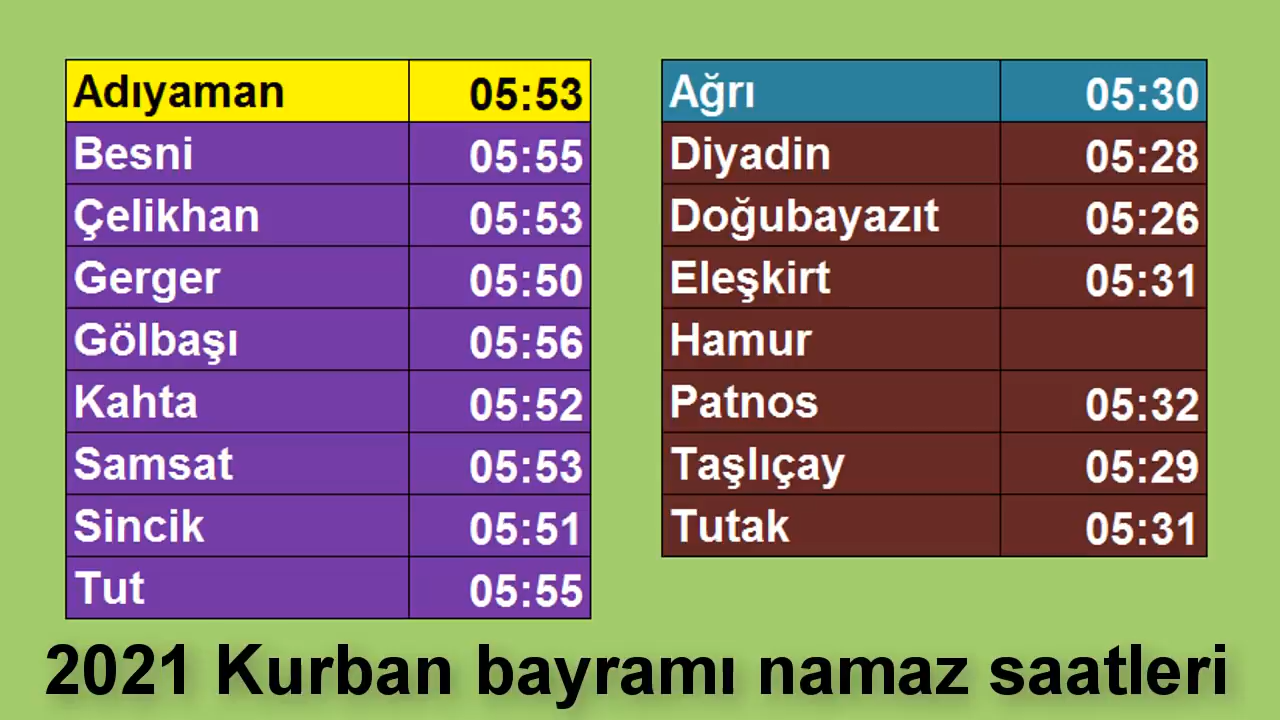 Adıyaman 05:53
Besni 05:55
Çelikhan 05:53
Gerger 05:50
Gölbaşı 05:56
Kahta 05:52
Samsat 05:53
Sincik 05:51
Tut 05:55
Ağrı 05:30
Diyadin 05:28
Doğubayazıt 05:26
Eleşkirt 05:31
Hamur
Patnos 05:32
Taşlıçay 05:29
Tutak 05:31
2021 Kurban bayramı namaz saatleri